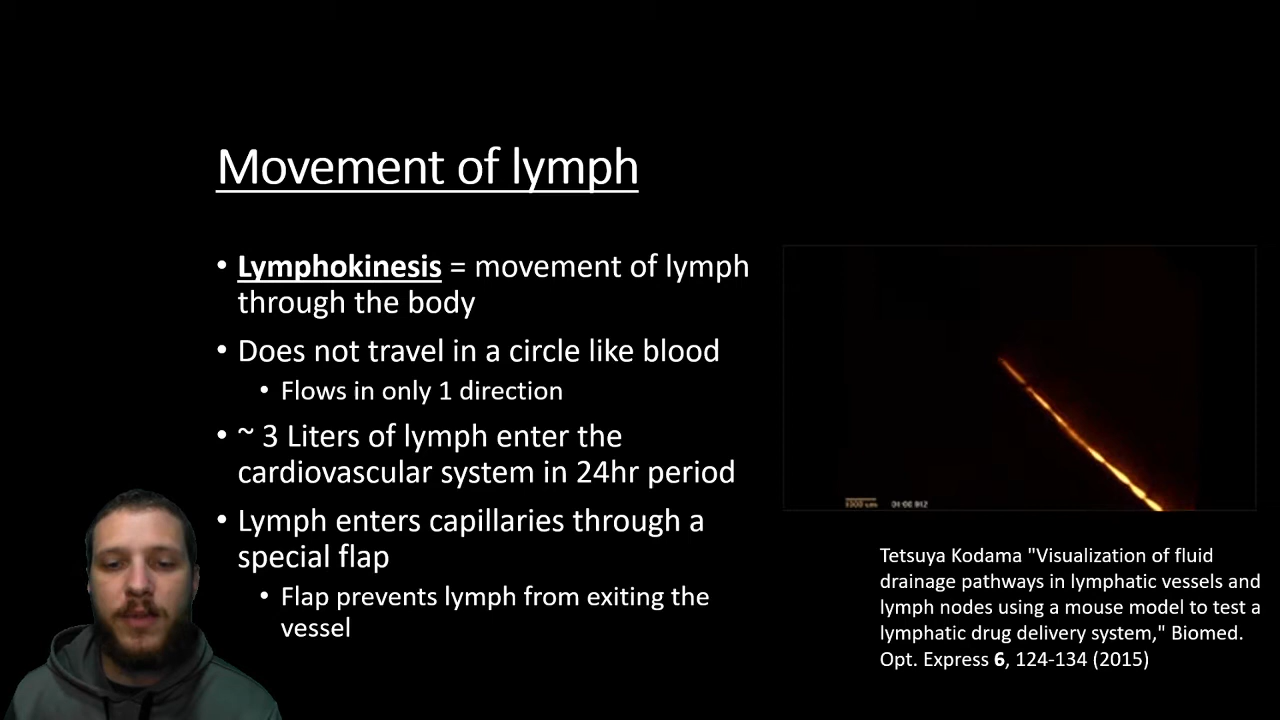 Movement of lymph
• Lymphokinesis = movement of lymph
through the body
• Does not travel in a circle like blood
• Flows in only 1 direction
• ~ 3 Liters of lymph enter the
cardiovascular system in 24hr period
• Lymph enters capillaries through a
special flap
• Flap prevents lymph from exiting the
vessel
Tetsuya Kodama "Visualization of fluid
drainage pathways in lymphatic vessels and
lymph nodes using a mouse model to test a
lymphatic drug delivery system," Biomed.
Opt. Express 6, 124-134 (2015)